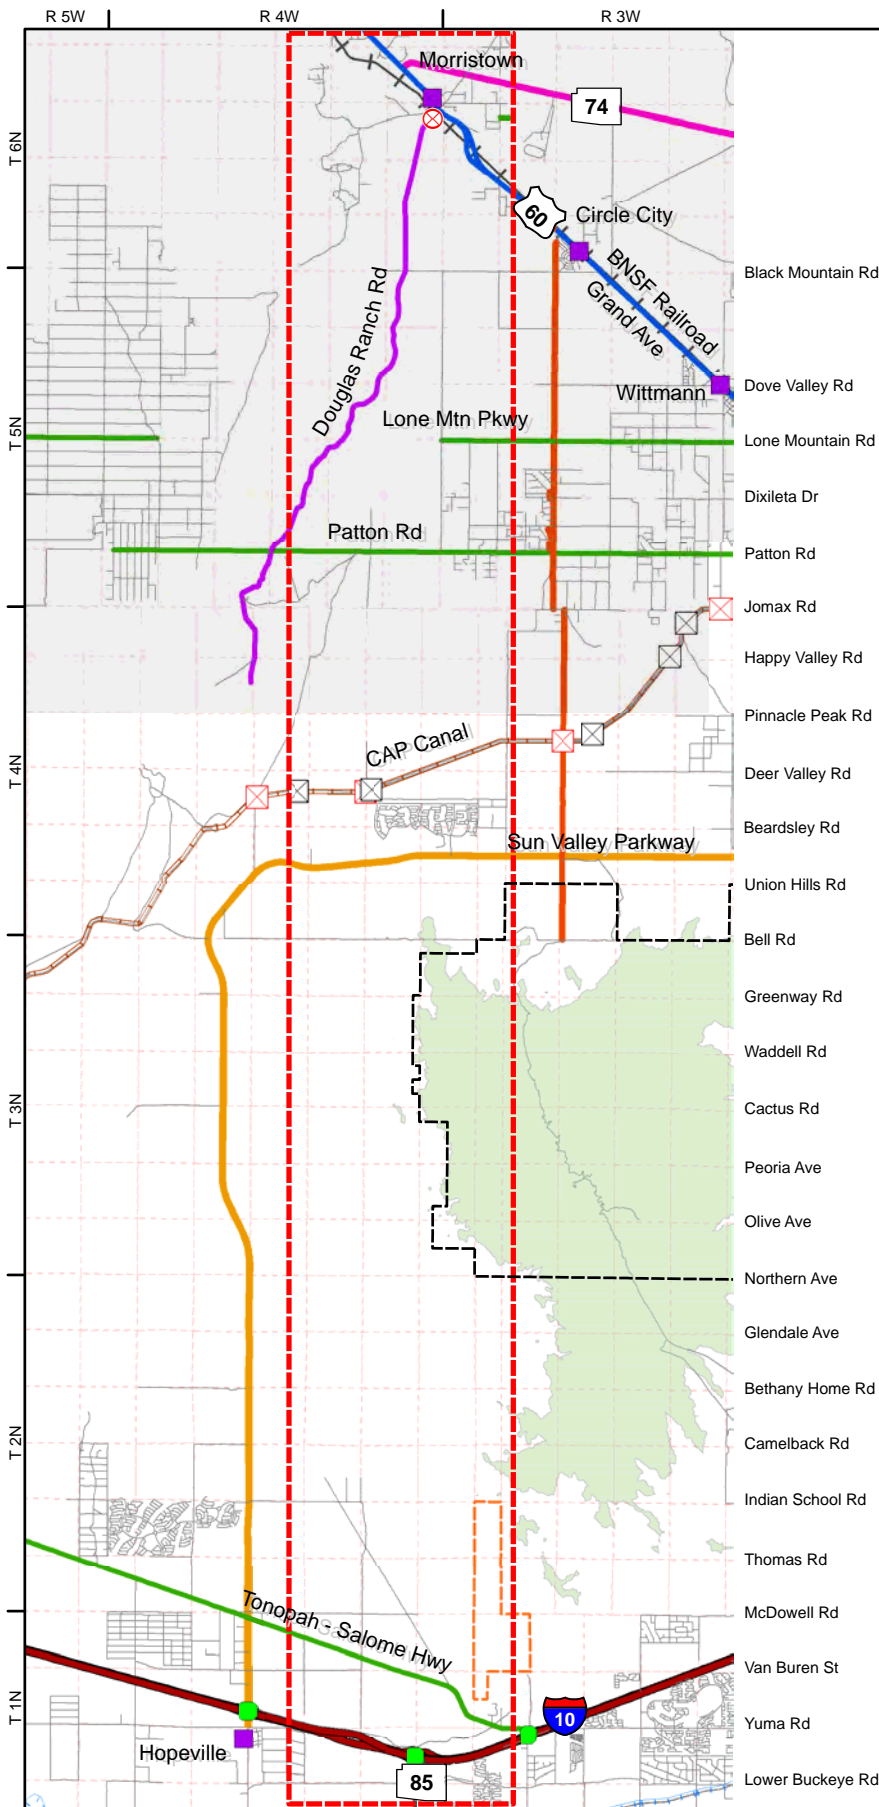 R 5W
R 4W
R 3W
Morristown
74
T 6N
60
Circle City
Black Mountain Rd
BNSF Railroad
Grand Ave
Douglas Ranch Rd
Dove Valley Rd
Wittmann
Lone Mtn Pkwy
T 5N
Lone Mountain Rd
Dixileta Dr
Patton Rd
Patton Rd
Jomax Rd
Happy Valley Rd
Pinnacle Peak Rd
CAP Canal
T 4N
Deer Valley Rd
Beardsley Rd
Sun Valley Parkway
Union Hills Rd
Bell Rd
Greenway Rd
Waddell Rd
T 3N
Cactus Rd
Peoria Ave
Olive Ave
Northern Ave
Glendale Ave
Bethany Home Rd
T 2N
Camelback Rd
Indian School Rd
Thomas Rd
Tonopah - Salome Hwy
McDowell Rd
Van Buren St
T 1N
10
Yuma Rd
Hopeville
85
Lower Buckeye Rd